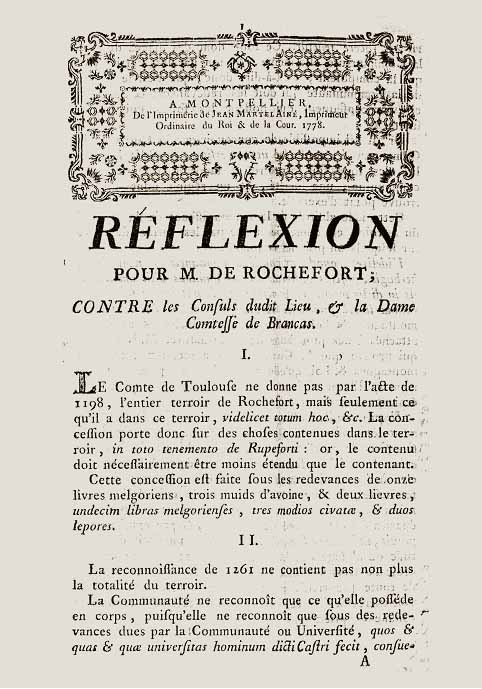 1
A MONTPELLIER,
De l'Imprimerie de JEAN MARTEL AÎNÉ, Imprimeur
Ordinaire du Roi & de la Cour. 1778.
RÉFLEXION
POUR M. DE ROCHEFORT;
CONTRE les Consuls dudit Lieu, & la Dame
Comtesse de Brancas.
I.
LE Comte de Toulouse ne donne pas par l'acte de
1198, l'entier terroir de Rochefort, mais seulement ce
qu'il a dans ce terroir, videlicet totum hoc, &c. La con-
cession porte donc sur des choses contenues dans le ter-
roir, in toto tenemento de Rupeforti : or, le contenu
doit nécessairement être moins étendu que le contenant.
Cette concession est faite sous les redevances de onze
livres melgoriens, trois muids d'avoine, & deux lievres,
undecim libras melgorienses, tres modios civatæ, & duos
lepores.
II.
La reconnoissance de 1261 ne contient pas non plus
la totalité du terroir.
La Communauté ne reconnoît que ce qu'elle possède
en corps, puisqu'elle ne reconnoît que sous des rede-
vances dues par la Communauté ou Université, quos &
quas & quæ universitas hominum dicti Castri fecit, consue-
A